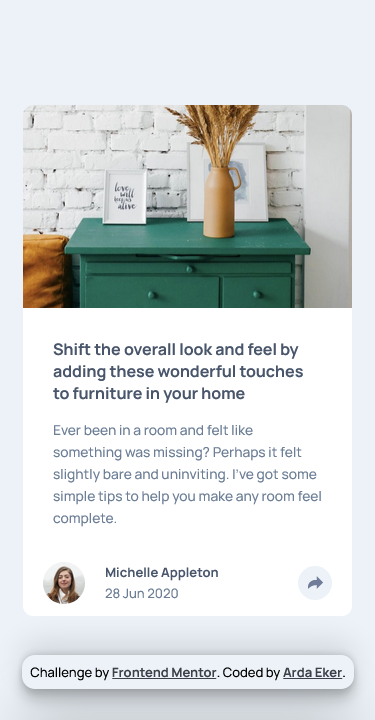 love
will
keep us
alive
Shift the overall look and feel by
adding these wonderful touches
to furniture in your home
Ever been in a room and felt like
something was missing? Perhaps it felt
slightly bare and uninviting. I've got some
simple tips to help you make any room feel
complete.
Michelle Appleton
28 Jun 2020
Challenge by Frontend Mentor. Coded by Arda Eker.